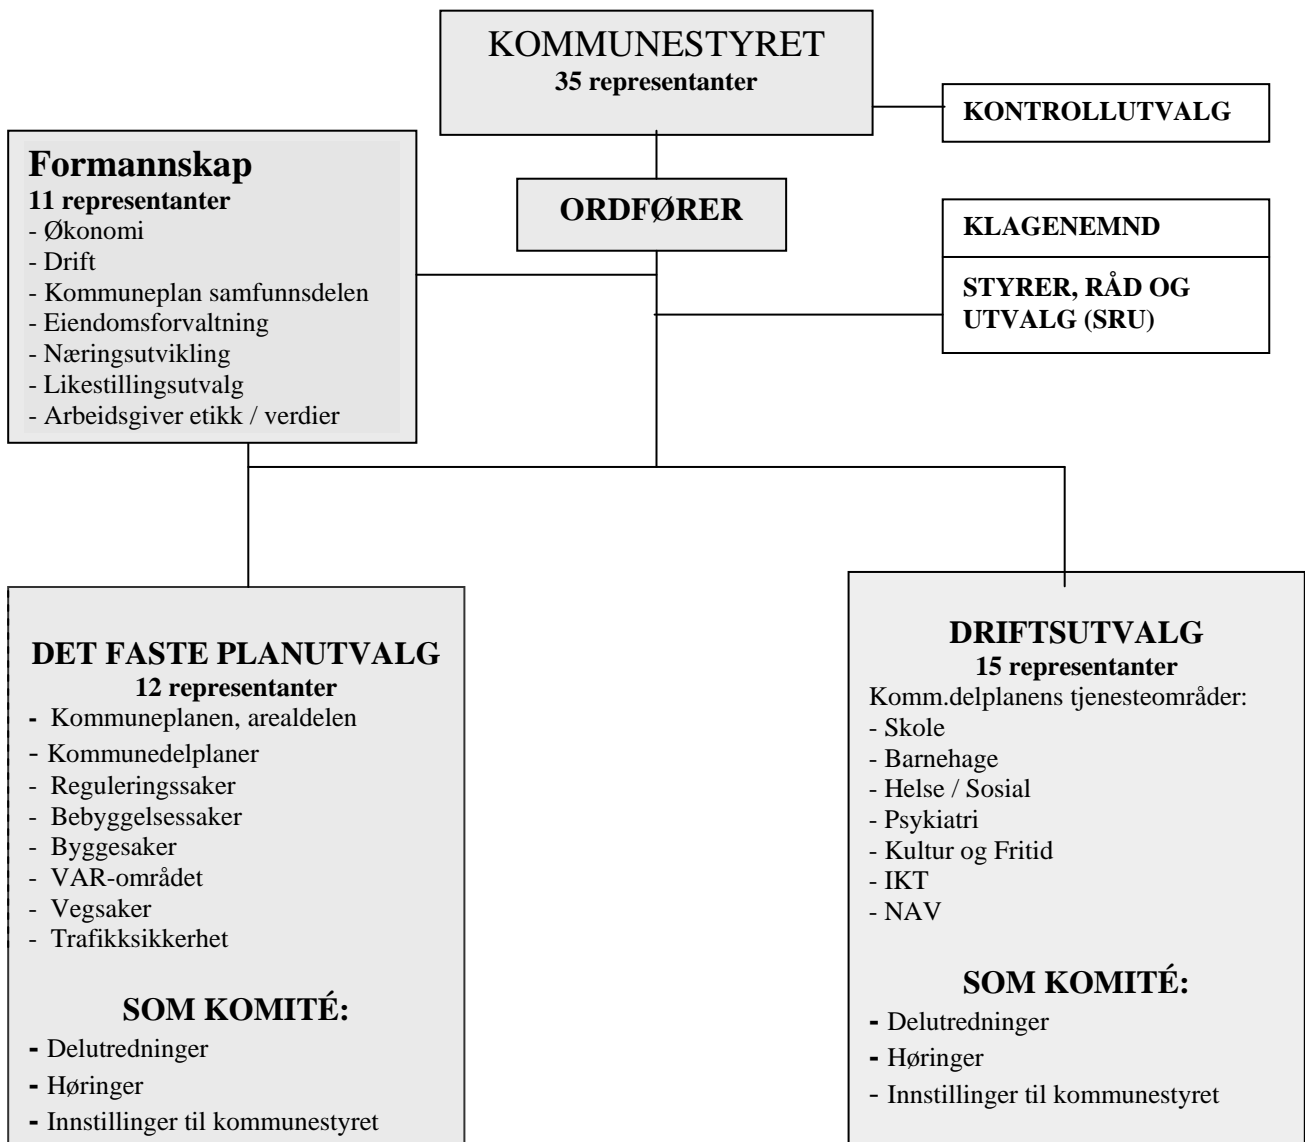 KOMMUNESTYRET
35 representanter
KONTROLLUTVALG
Formannskap
11 representanter
- Økonomi
- Drift
- Kommuneplan samfunnsdelen
- Eiendomsforvaltning
- Næringsutvikling
- Likestillingsutvalg
- Arbeidsgiver etikk / verdier
ORDFØRER
KLAGENEMND
STYRER, RÅD OG
UTVALG (SRU)
DET FASTE PLANUTVALG
12 representanter
- Kommuneplanen, arealdelen
- Kommunedelplaner
- Reguleringssaker
- Bebyggelsessaker
- Byggesaker
- VAR-området
- Vegsaker
- Trafikksikkerhet
SOM KOMITÉ:
- Delutredninger
- Høringer
- Innstillinger til kommunestyret
DRIFTSUTVALG
15 representanter
Komm.delplanens tjenesteområder:
- Skole
- Barnehage
- Helse / Sosial
- Psykiatri
- Kultur og Fritid
- IKT
- NAV
SOM KOMITÉ:
- Delutredninger
- Høringer
- Innstillinger til kommunestyret